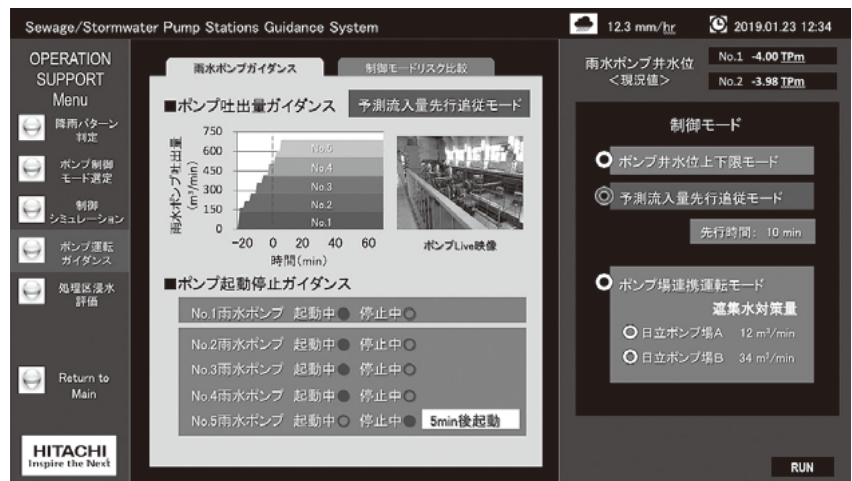 Sewage/Stormwater Pump Stations Guidance System
12.3 mm/hr
2019.01.23 12:34
OPERATION
SUPPORT
Menu
降雨パターン
判定
ポンプ制御
モード選定
制御
シミュレーション
ポンプ運転
ガイダンス
処理区浸水
評価
Return to
Main
HITACHI
Inspire the Next
雨水ポンプガイダンス
制御モードリスク比較
■ポンプ吐出量ガイダンス
予測流入量先行追従モード
雨水ポンプ吐出量
(m³/min)
750
600
450
300
150
0
No.5
No.4
No.3
No.2
No.1
-20 0 20 40 60
時間(min)
ポンプLive映像
■ポンプ起動停止ガイダンス
No.1雨水ポンプ 起動中● 停止中○
No.2雨水ポンプ 起動中● 停止中○
No.3雨水ポンプ 起動中● 停止中○
No.4雨水ポンプ 起動中● 停止中○
No.5雨水ポンプ 起動中○ 停止中● 5min後起動
雨水ポンプ井水位
<現況値>
No.1 -4.00 TPm
No.2 -3.98 TPm
制御モード
ポンプ井水位上下限モード
予測流入量先行追従モード
先行時間: 10 min
ポンプ場連携運転モード
遮集水対策量
日立ポンプ場A 12 m³/min
日立ポンプ場B 34 m³/min
RUN